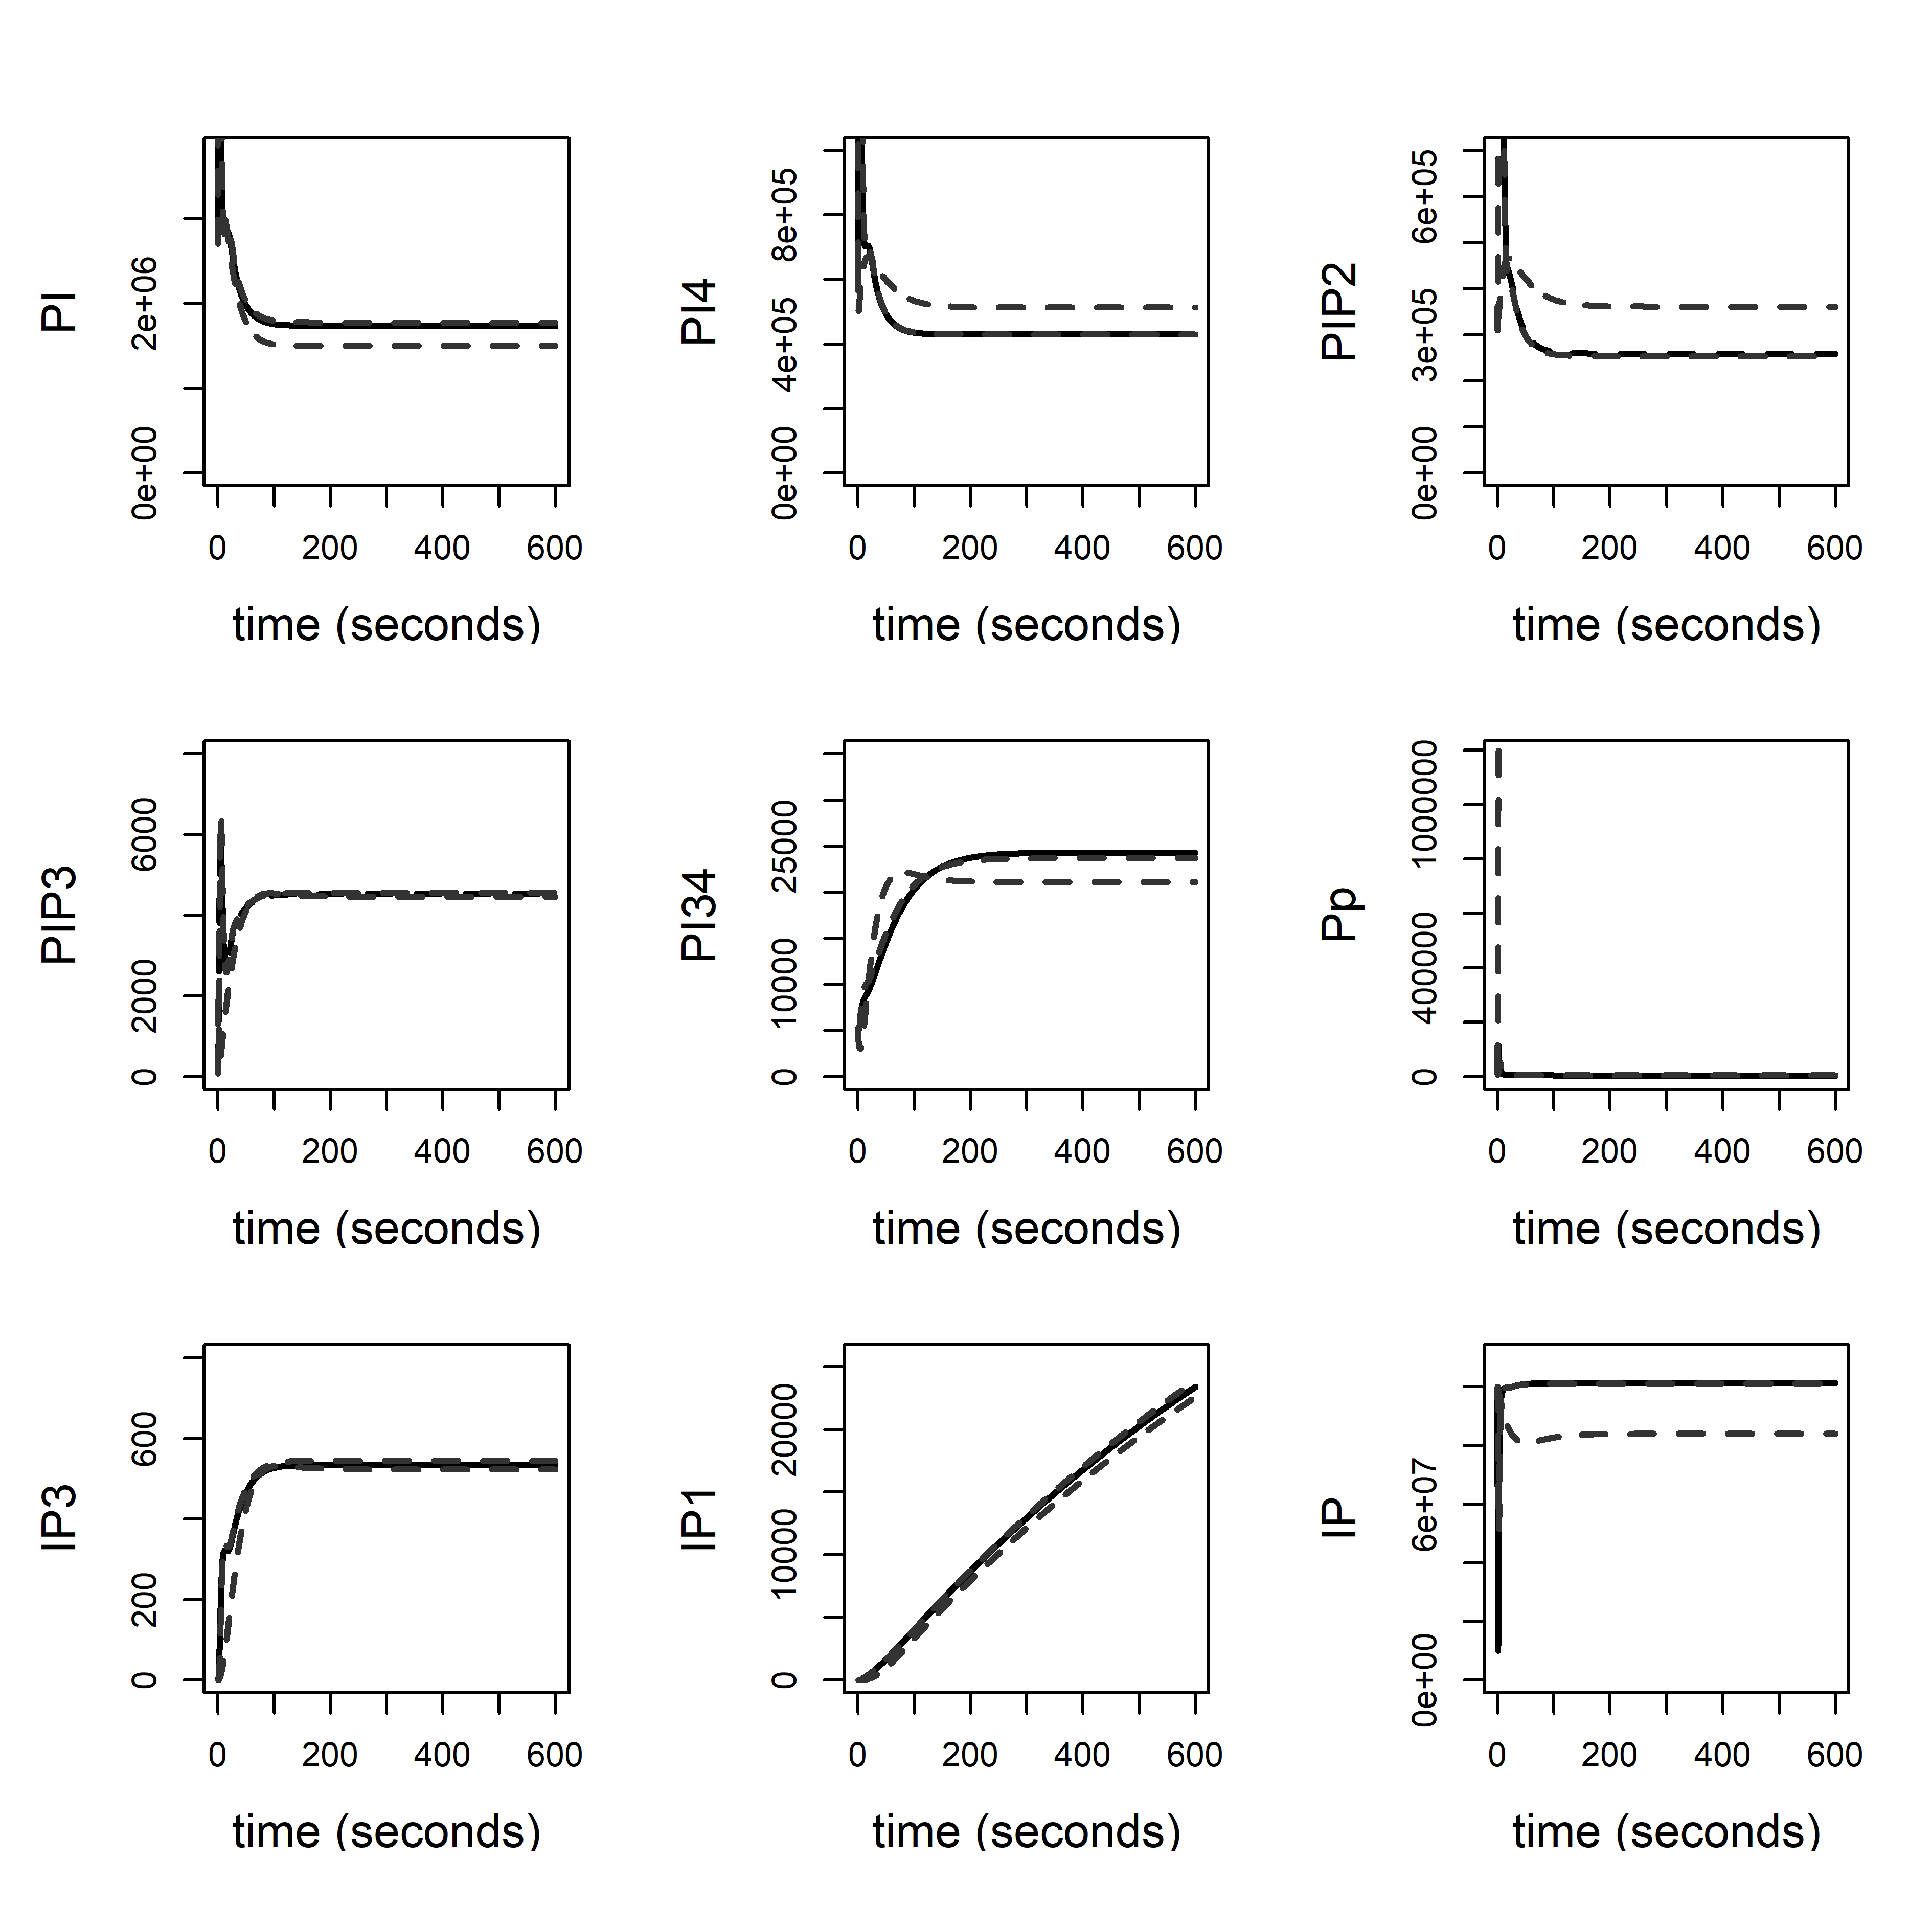 PI
0e+00 2e+06
0 200 400 600
time (seconds)
PI4
0e+00 4e+05 8e+05
0 200 400 600
time (seconds)
PIP2
0e+00 3e+05 6e+05
0 200 400 600
time (seconds)
PIP3
0 2000 6000
0 200 400 600
time (seconds)
PI34
0 10000 25000
0 200 400 600
time (seconds)
Pp
0 400000 1000000
0 200 400 600
time (seconds)
IP3
0 200 600
0 200 400 600
time (seconds)
IP1
0 10000 20000
0 200 400 600
time (seconds)
IP
0e+00 6e+07
0 200 400 600
time (seconds)